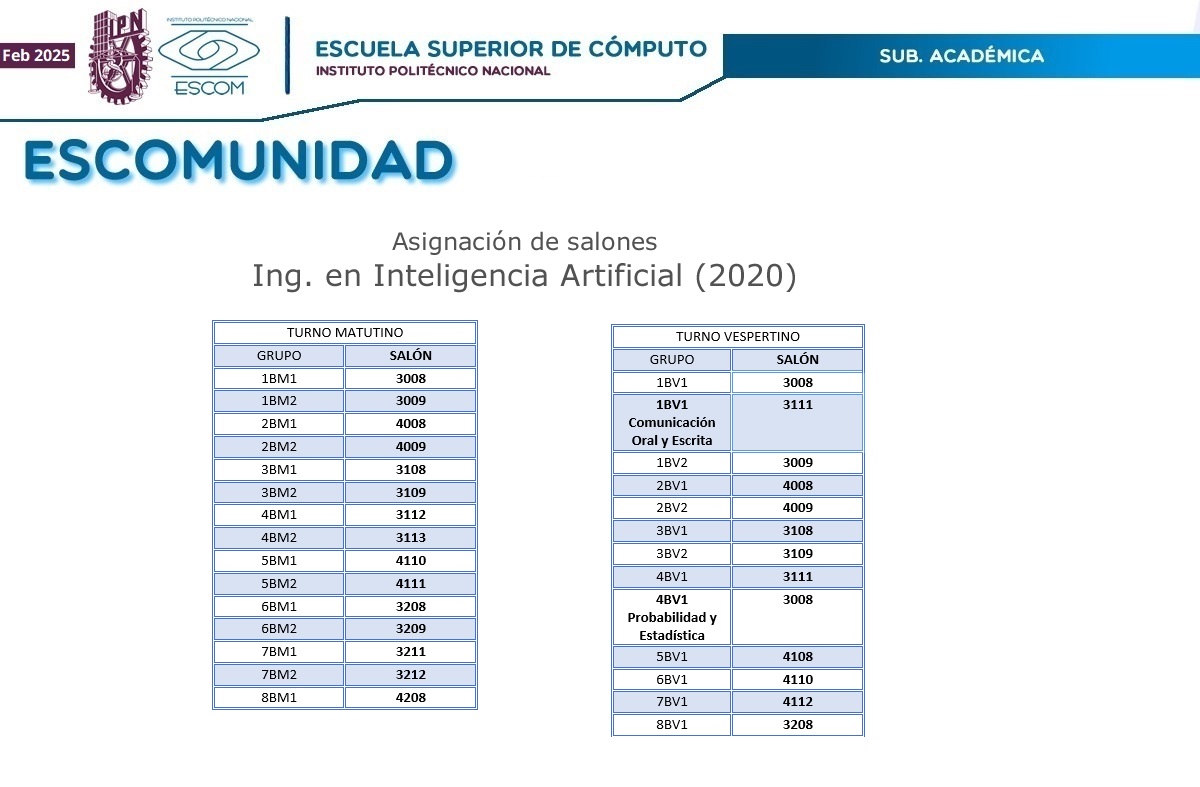 Feb 2025
IPN
INSTITUTO POLITÉCNICO NACIONAL
ESCOM
ESCUELA SUPERIOR DE CÓMPUTO
INSTITUTO POLITÉCNICO NACIONAL
SUB. ACADÉMICA
ESCOMUNIDAD
Asignación de salones
Ing. en Inteligencia Artificial (2020)
TURNO MATUTINO
GRUPO SALÓN
1BM1 3008
1BM2 3009
2BM1 4008
2BM2 4009
3BM1 3108
3BM2 3109
4BM1 3112
4BM2 3113
5BM1 4110
5BM2 4111
6BM1 3208
6BM2 3209
7BM1 3211
7BM2 3212
8BM1 4208
TURNO VESPERTINO
GRUPO SALÓN
1BV1 3008
1BV1 3111
Comunicación
Oral y Escrita
1BV2 3009
2BV1 4008
2BV2 4009
3BV1 3108
3BV2 3109
4BV1 3111
4BV1 3008
Probabilidad y
Estadística
5BV1 4108
6BV1 4110
7BV1 4112
8BV1 3208